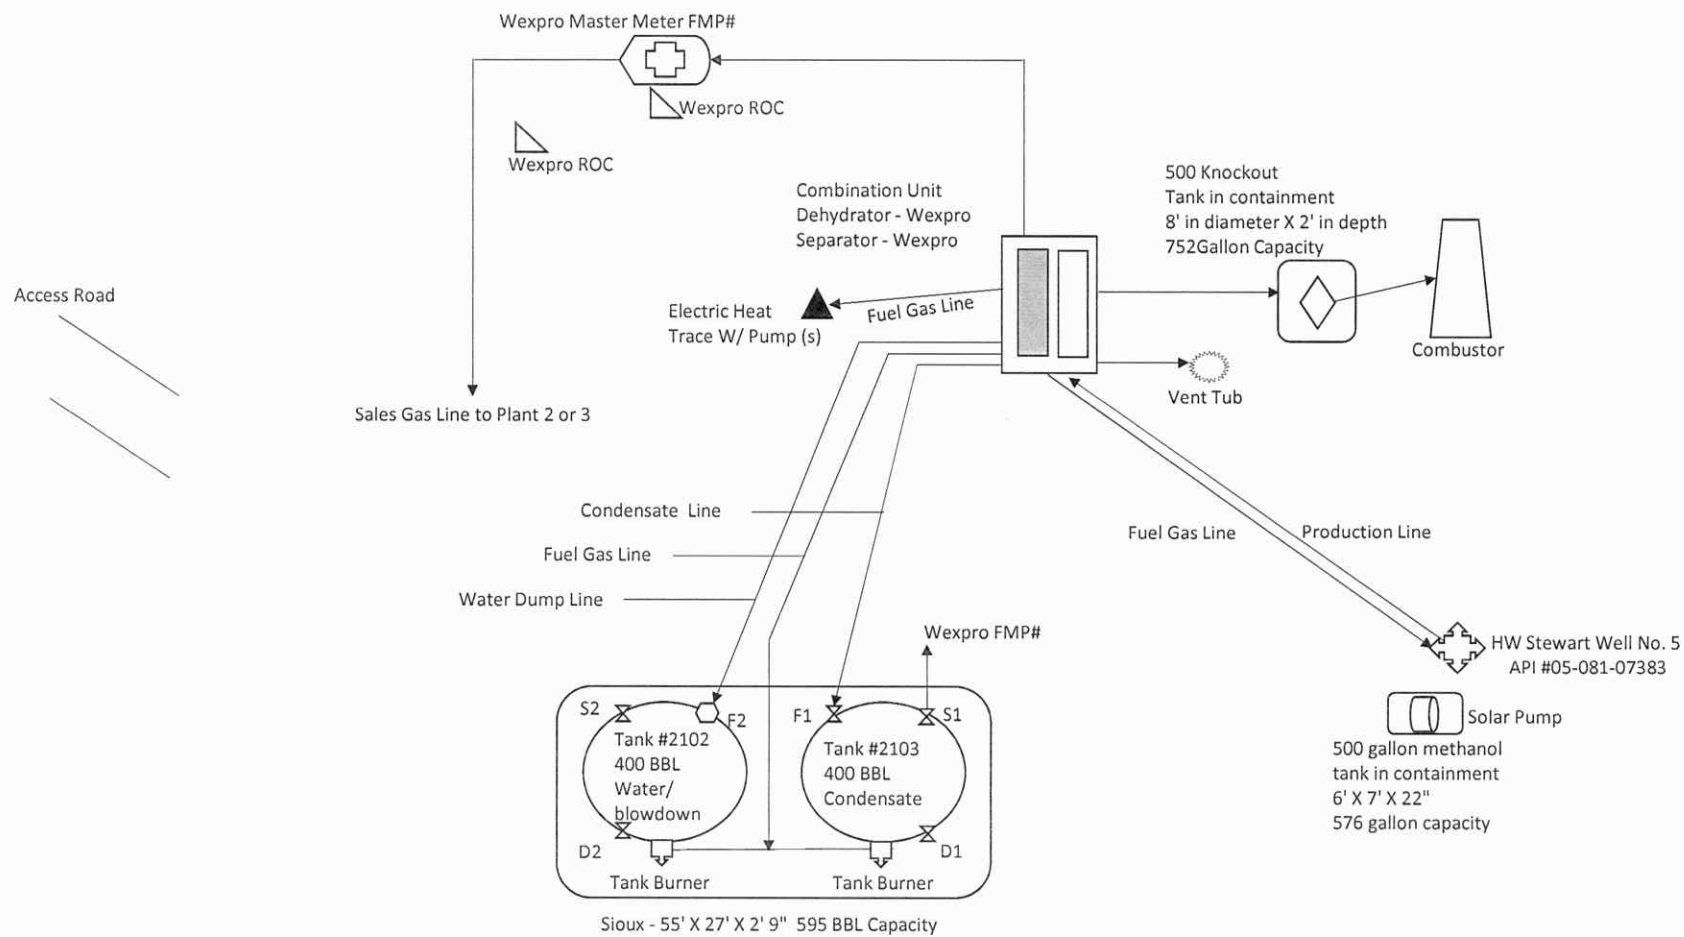 Wexpro Master Meter FMP#
Wexpro ROC
Wexpro ROC
500 Knockout
Tank in containment
8' in diameter X 2' in depth
752Gallon Capacity
Combination Unit
Dehydrator - Wexpro
Separator - Wexpro
Access Road
Electric Heat
Trace W/ Pump (s)
Fuel Gas Line
Combustor
Vent Tub
Sales Gas Line to Plant 2 or 3
Condensate Line
Fuel Gas Line
Water Dump Line
Fuel Gas Line
Production Line
Wexpro FMP#
HW Stewart Well No. 5
API #05-081-07383
Solar Pump
500 gallon methanol
tank in containment
6' X 7' X 22"
576 gallon capacity
S2
F2
F1
S1
Tank #2102
400 BBL
Water/
blowdown
Tank #2103
400 BBL
Condensate
D2
D1
Tank Burner
Tank Burner
Sioux - 55' X 27' X 2' 9" 595 BBL Capacity